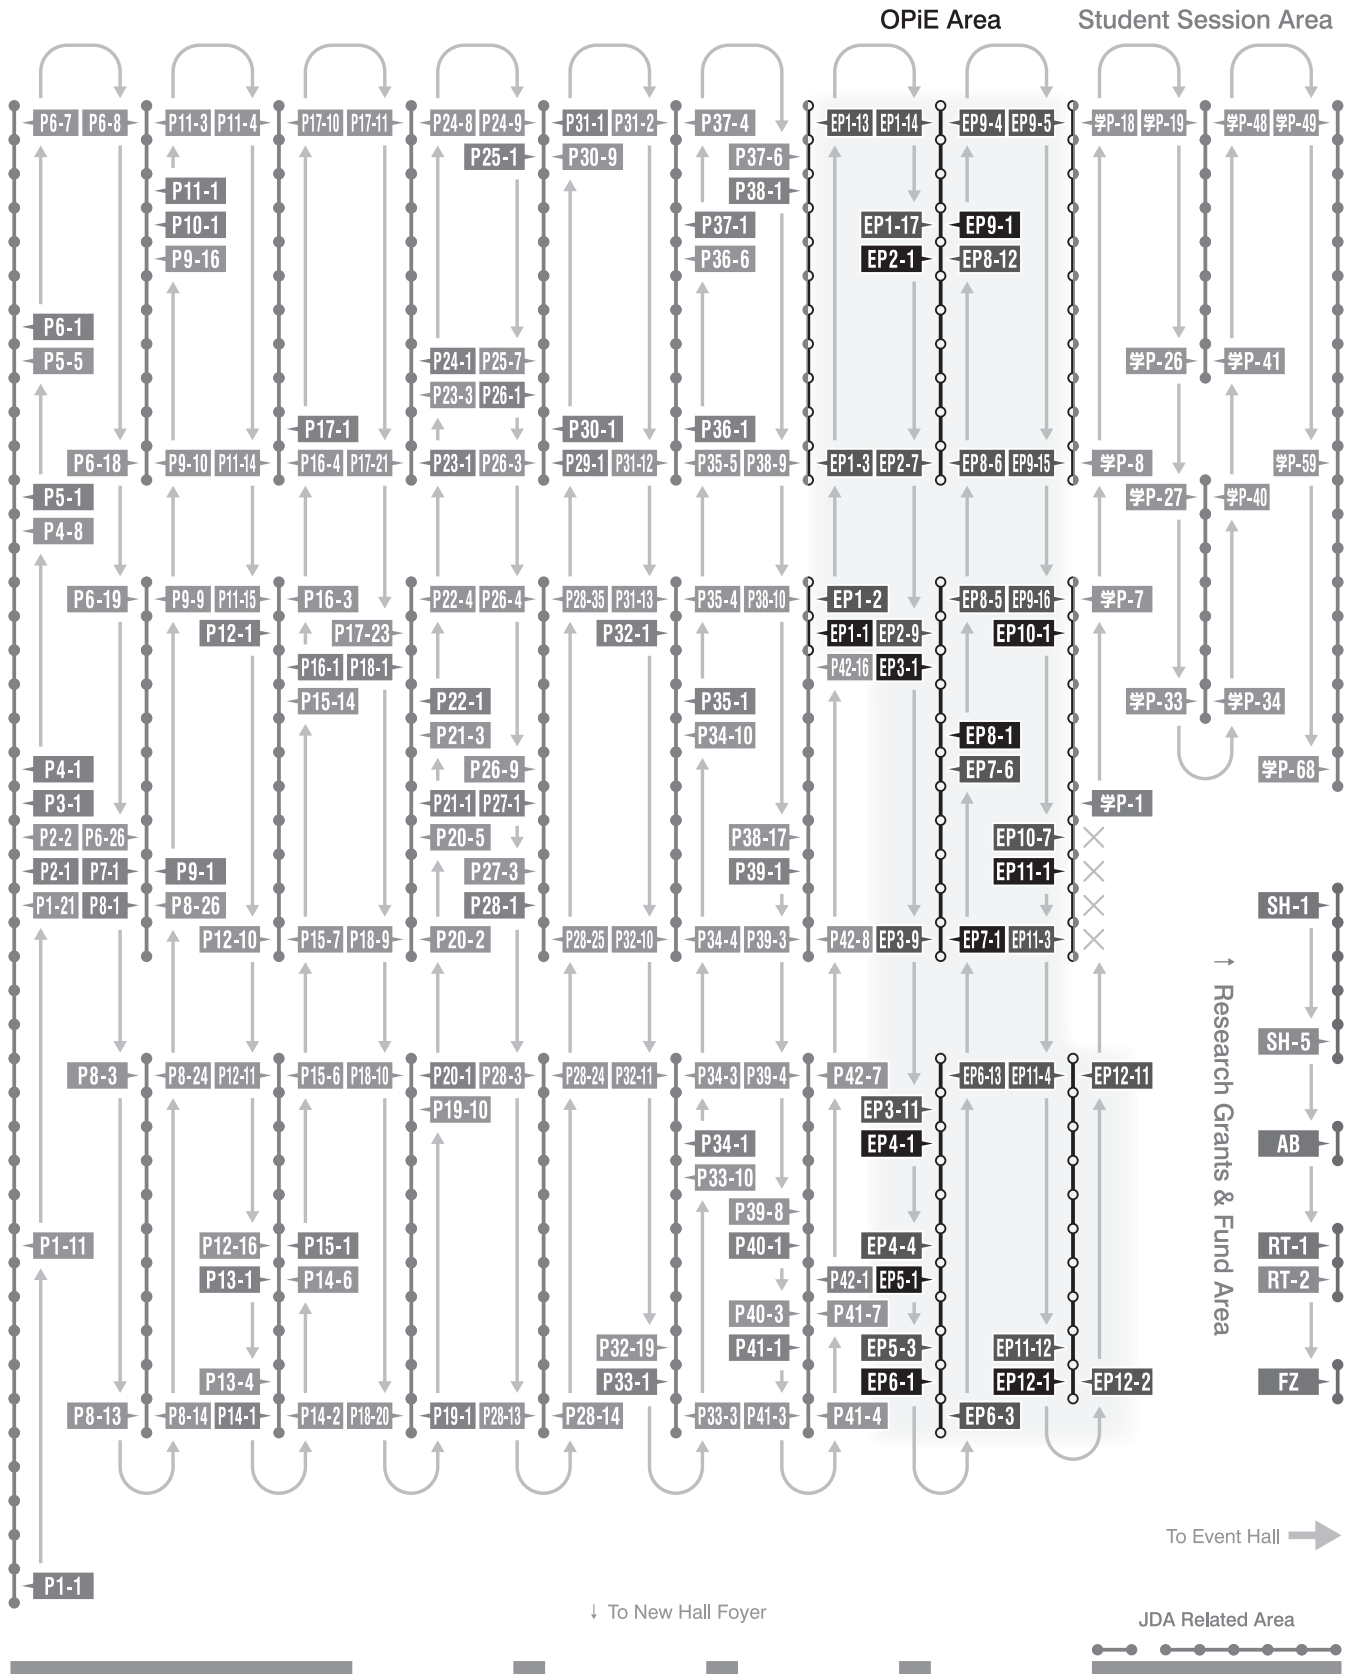 OPiE Area Student Session Area
P6-7 P6-8 P11-3 P11-4 P17-10 P17-11 P24-8 P24-9 P31-1 P31-2 P37-4 EP1-13 EP1-14 EP9-4 EP9-5 学P-18 学P-19 学P-48 学P-49
P25-1 P30-9 P37-6
P11-1 P38-1
P10-1 P37-1 EP1-17 EP9-1
P9-16 P36-6 EP2-1 EP8-12
P6-1
P5-5 P24-1 P25-7 学P-26 学P-41
P23-3 P26-1
P17-1 P30-1 P36-1
P6-18 P9-10 P11-14 P16-4 P17-21 P23-1 P26-3 P29-1 P31-12 P35-5 P38-9 EP1-3 EP2-7 EP8-6 EP9-15 学P-8 学P-59
P5-1 学P-27 学P-40
P4-8
P6-19 P9-9 P11-15 P16-3 P22-4 P26-4 P28-35 P31-13 P35-4 P38-10 EP1-2 EP8-5 EP9-16 学P-7
P12-1 P17-23 P32-1 EP1-1 EP2-9 EP10-1
P16-1 P18-1 P42-16 EP3-1
P15-14 P22-1 P35-1 学P-33 学P-34
P21-3 P34-10 EP8-1
P4-1 P26-9 EP7-6 学P-68
P3-1 P21-1 P27-1 学P-1
P2-2 P6-26 P20-5 P38-17 EP10-7
P2-1 P7-1 P9-1 P27-3 P39-1 EP11-1
P1-21 P8-1 P8-26 P28-1 SH-1
P12-10 P15-7 P18-9 P20-2 P28-25 P32-10 P34-4 P39-3 P42-8 EP3-9 EP7-1 EP11-3
↑ Research Grants & Fund Area
SH-5
P8-3 P8-24 P12-11 P15-6 P18-10 P20-1 P28-3 P28-24 P32-11 P34-3 P39-4 P42-7 EP6-13 EP11-4 EP12-11
P19-10 EP3-11
P34-1 EP4-1 AB
P33-10
P39-8
P1-11 P12-16 P15-1 P40-1 EP4-4 RT-1
P13-1 P14-6 P42-1 EP5-1 RT-2
P40-3 P41-7
P32-19 P41-1 EP5-3 EP11-12
P13-4 P33-1 EP6-1 EP12-1 EP12-2 FZ
P8-13 P8-14 P14-1 P14-2 P18-20 P19-1 P28-13 P28-14 P33-3 P41-3 P41-4 EP6-3
To Event Hall
P1-1
↓ To New Hall Foyer
JDA Related Area